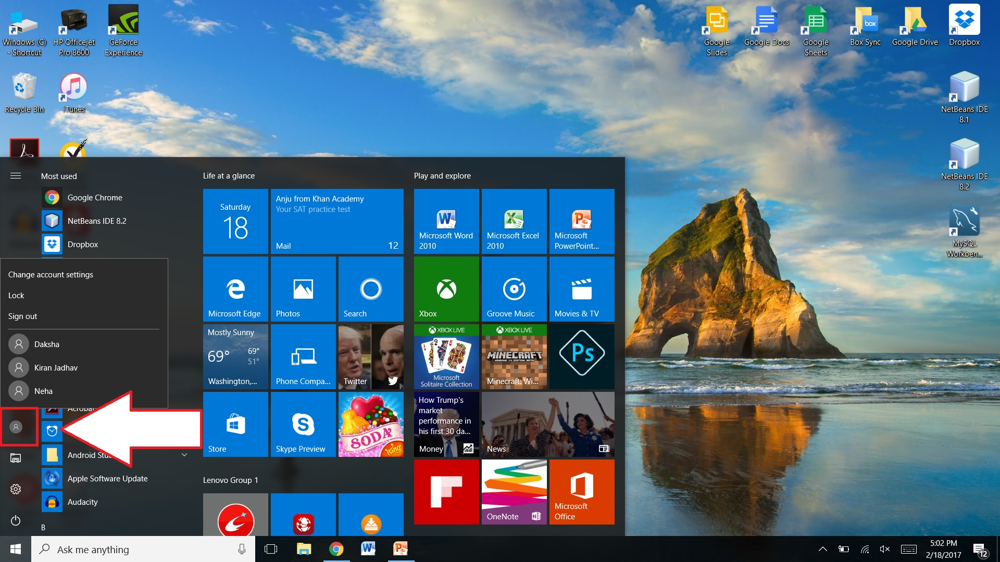 Windows (C)
- Shortcut
HP Officejet
Pro 8600
GeForce
Experience
Google
Slides
Google Docs
Google
Sheets
box
Box Sync
Google Drive
Dropbox
Recycle Bin
iTunes
NetBeans IDE
8.1
NetBeans IDE
8.2
MySQL
Workben...
Most used
Google Chrome
NetBeans IDE 8.2
Dropbox
Change account settings
Lock
Sign out
Daksha
Kiran Jadhav
Neha
Android
Apple Software Update
Audacity
B
Life at a glance
Saturday
18
Anju from Khan Academy
Your SAT practice test
Mail
12
Microsoft Edge
Photos
Search
Mostly Sunny
69°
69°
51°
Washington,...
Phone Compa...
Twitter
Store
S
Skype Preview
SODA
King
Lenovo Group 1
Play and explore
Microsoft Word
2010
Microsoft Excel
2010
Microsoft
PowerPoint...
Xbox
Groove Music
Movies & TV
XBOX LIVE
Microsoft
Solitaire Collection
XBOX LIVE
MINECRAFT
WINDOWS 10 EDITION BETA
Minecraft: Wi...
Ps
How Trump's
market
performance in
his first 30 da...
Money
News
OneNote
Microsoft
Office
Ask me anything
5:02 PM
2/18/2017
12